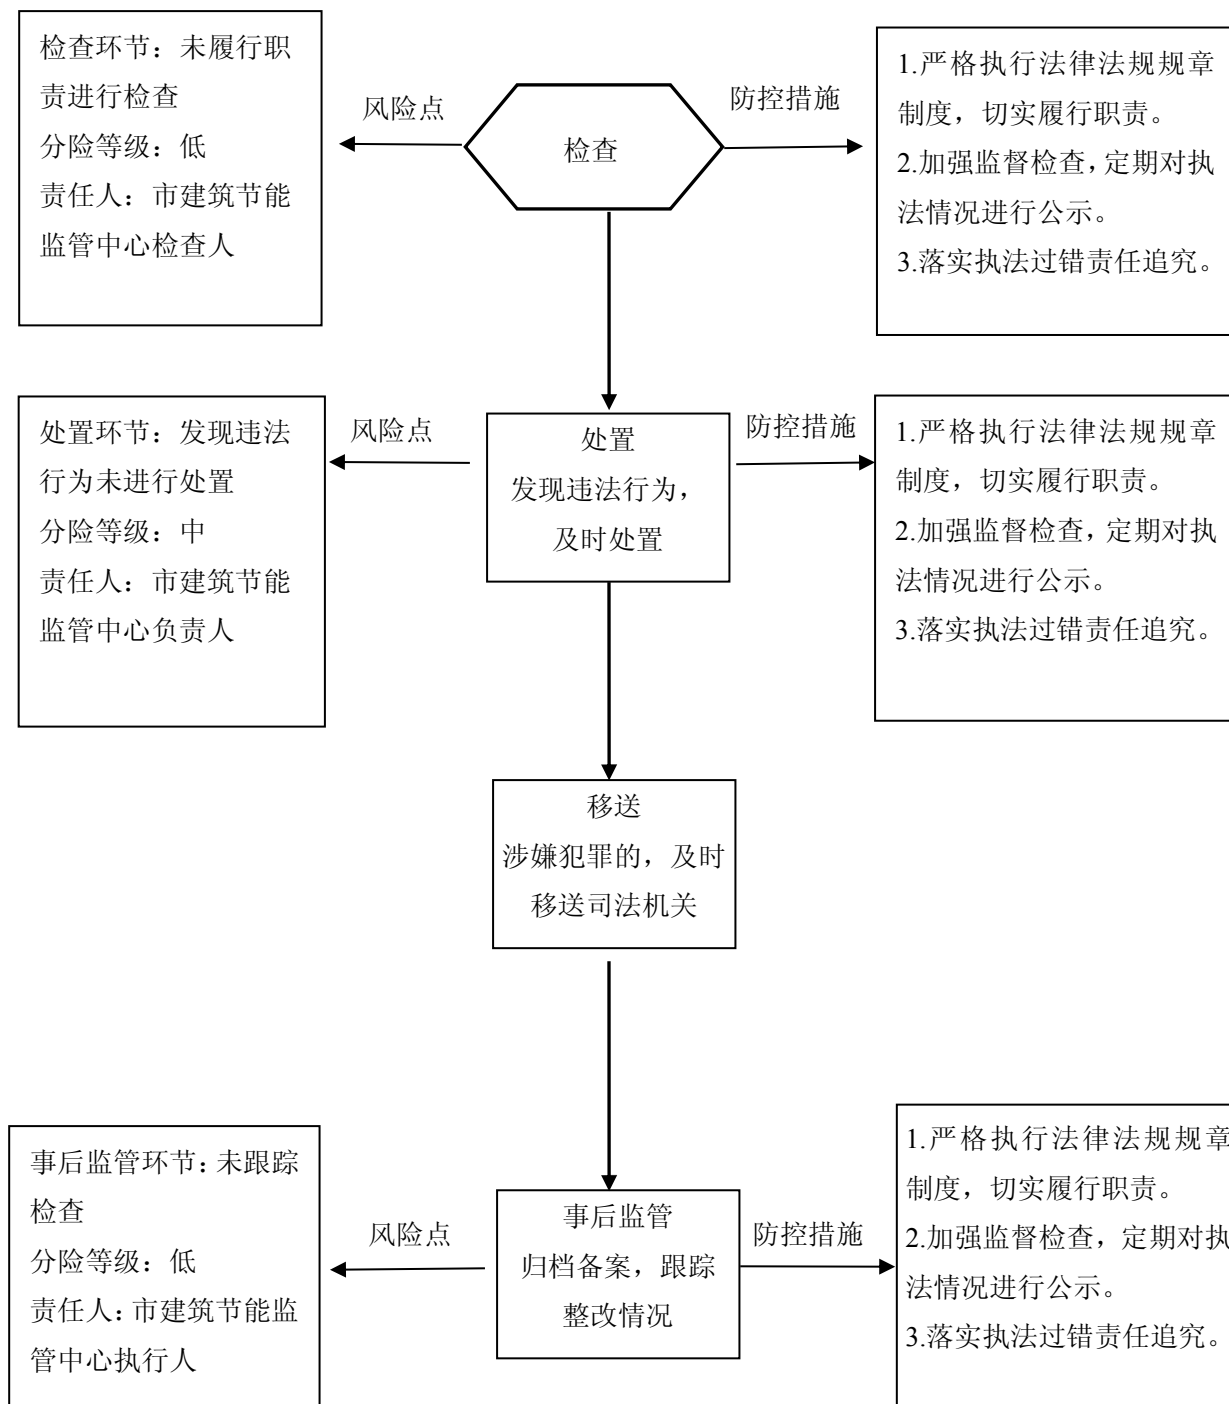 检查环节：未履行职
责进行检查
分险等级：低
责任人：市建筑节能
监管中心检查人
风险点
检查
防控措施
1.严格执行法律法规规章
制度，切实履行职责。
2.加强监督检查，定期对执
法情况进行公示。
3.落实执法过错责任追究。
处置环节：发现违法
行为未进行处置
分险等级：中
责任人：市建筑节能
监管中心负责人
风险点
处置
发现违法行为，
及时处置
防控措施
1.严格执行法律法规规章
制度，切实履行职责。
2.加强监督检查，定期对执
法情况进行公示。
3.落实执法过错责任追究。
移送
涉嫌犯罪的，及时
移送司法机关
事后监管环节：未跟踪
检查
分险等级：低
责任人：市建筑节能监
管中心执行人
风险点
事后监管
归档备案，跟踪
整改情况
防控措施
1.严格执行法律法规规章
制度，切实履行职责。
2.加强监督检查，定期对执
法情况进行公示。
3.落实执法过错责任追究。